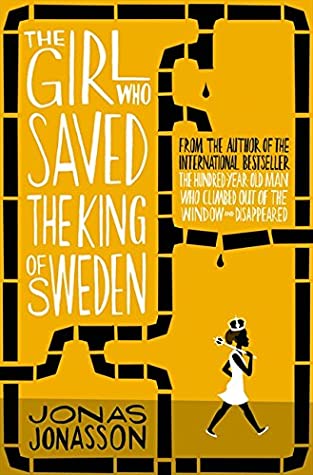 THE
GIRL
WHO
SAVED
THE KING
OF
SWEDEN
FROM THE AUTHOR OF THE
INTERNATIONAL BESTSELLER
THE HUNDRED-YEAR-OLD MAN
WHO CLIMBED OUT OF THE
WINDOW AND DISAPPEARED
JONAS
JONASSON